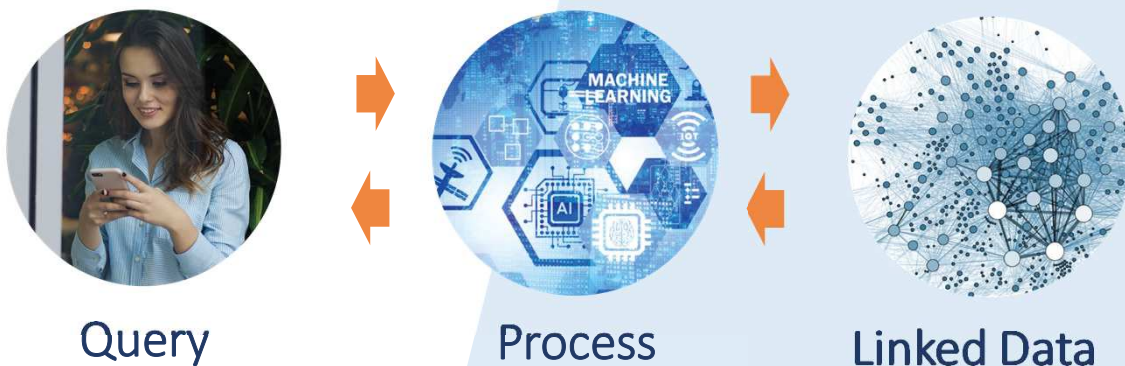 MACHINE
LEARNING
IOT
AI
Query
Process
Linked Data